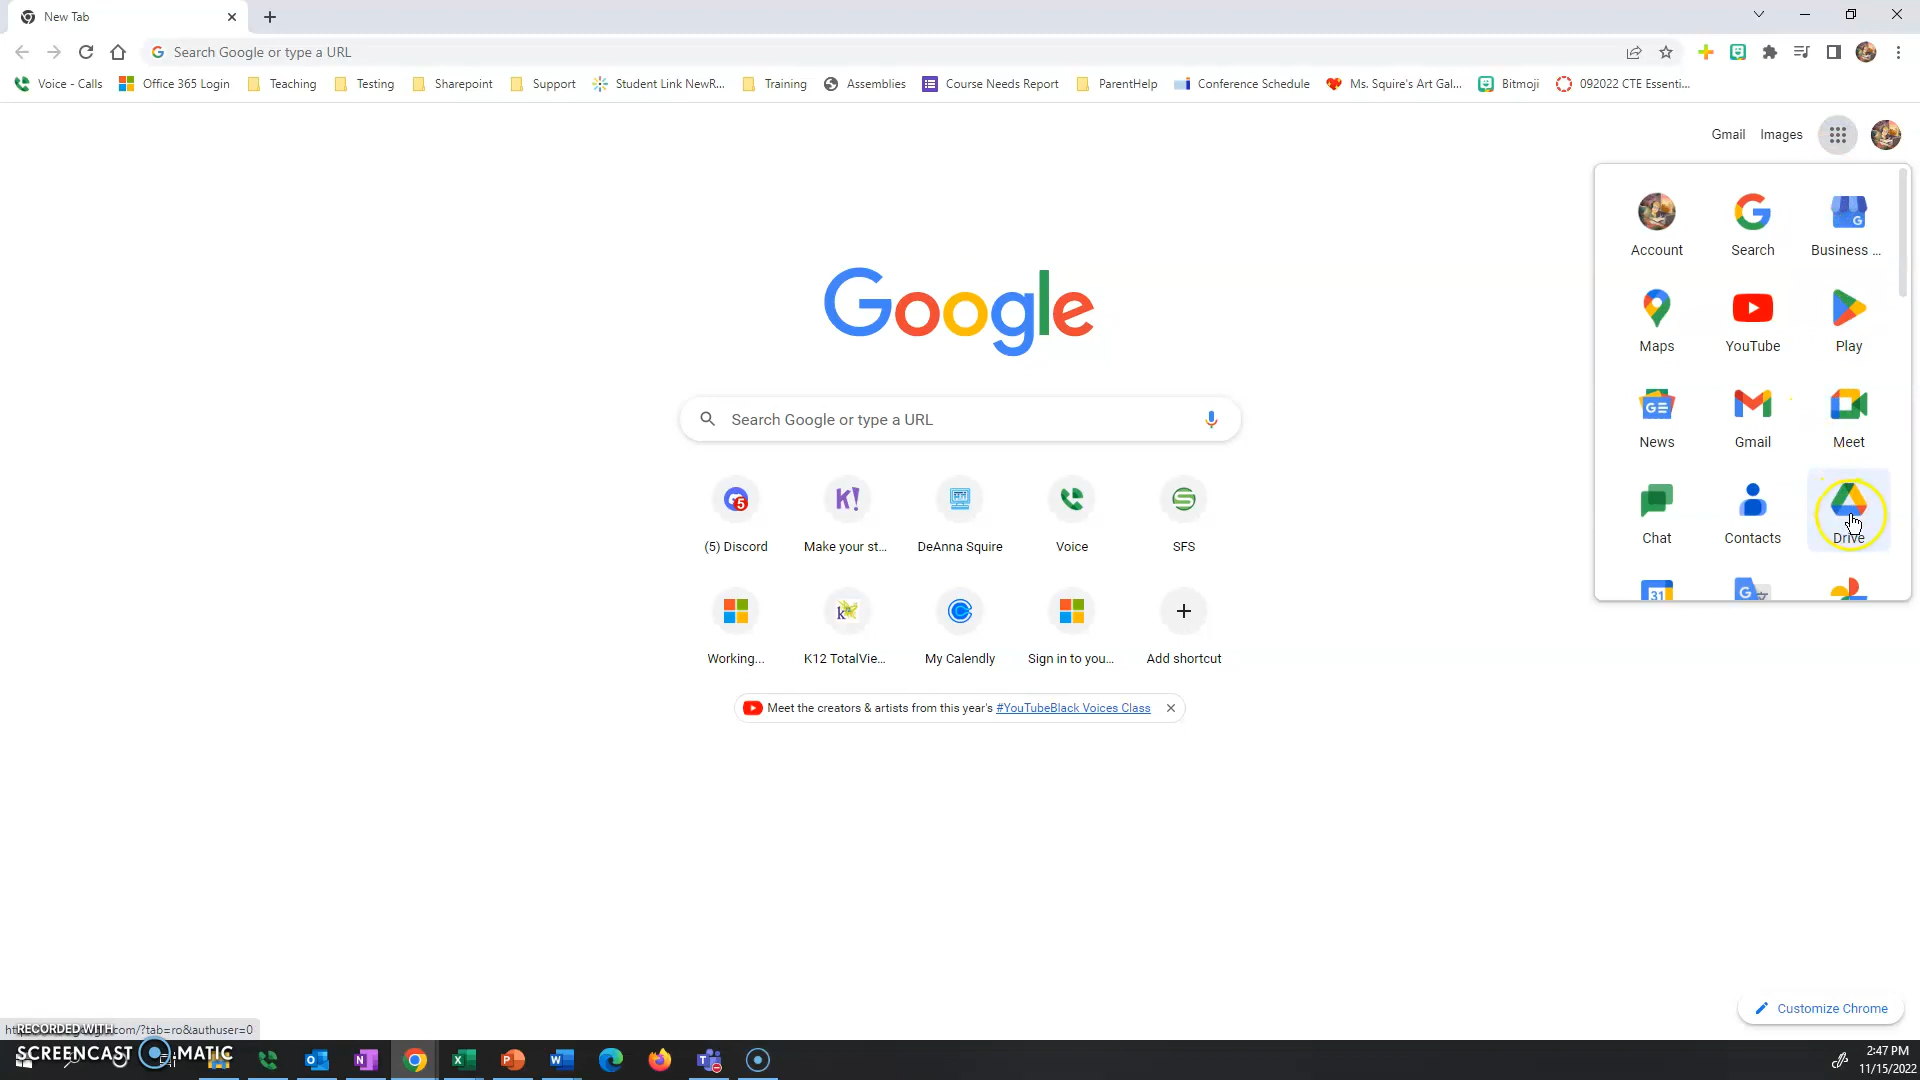 New Tab
Search Google or type a URL
Voice - Calls
Office 365 Login
Teaching
Testing
Sharepoint
Support
Student Link NewR...
Training
Assemblies
Course Needs Report
ParentHelp
Conference Schedule
Ms. Squire's Art Gal...
Bitmoji
092022 CTE Essenti...
Gmail
Images
Account
Search
Business ...
Maps
YouTube
Play
GE
News
Gmail
Meet
Chat
Contacts
Drive
31
Google
Search Google or type a URL
5
K!
(5) Discord
Make your st...
DeAnna Squire
Voice
SFS
Working...
K12 TotalVie...
My Calendly
Sign in to you...
Add shortcut
Meet the creators & artists from this year's #YouTubeBlack Voices Class
Customize Chrome
com/?tab=ro&authuser=0
RECORDED WITH
SCREENCAST MATIC
2:47 PM
11/15/2022